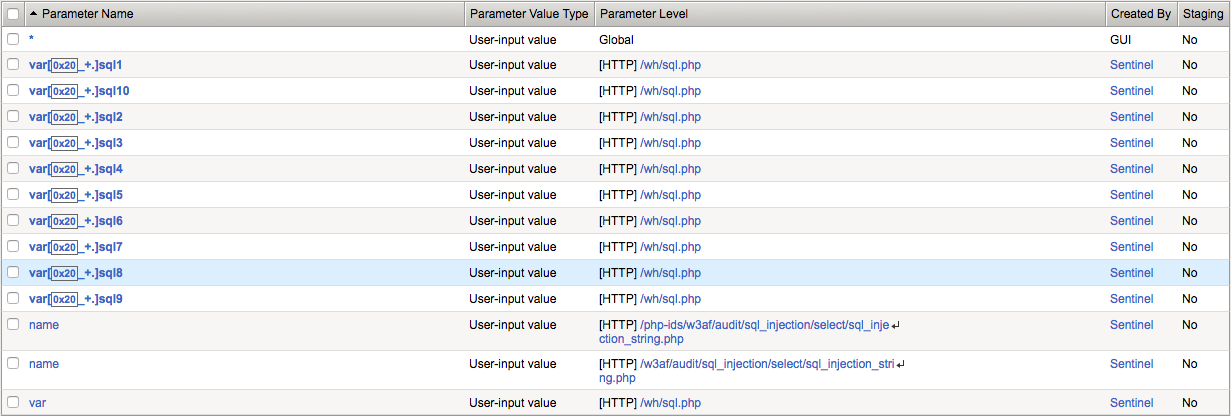 Parameter Name Parameter Value Type Parameter Level Created By Staging
* User-input value Global GUI No
var[0x20_+.]sql1 User-input value [HTTP] /wh/sql.php Sentinel No
var[0x20_+.]sql10 User-input value [HTTP] /wh/sql.php Sentinel No
var[0x20_+.]sql2 User-input value [HTTP] /wh/sql.php Sentinel No
var[0x20_+.]sql3 User-input value [HTTP] /wh/sql.php Sentinel No
var[0x20_+.]sql4 User-input value [HTTP] /wh/sql.php Sentinel No
var[0x20_+.]sql5 User-input value [HTTP] /wh/sql.php Sentinel No
var[0x20_+.]sql6 User-input value [HTTP] /wh/sql.php Sentinel No
var[0x20_+.]sql7 User-input value [HTTP] /wh/sql.php Sentinel No
var[0x20_+.]sql8 User-input value [HTTP] /wh/sql.php Sentinel No
var[0x20_+.]sql9 User-input value [HTTP] /wh/sql.php Sentinel No
name User-input value [HTTP] /php-ids/w3af/audit/sql_injection/select/sql_inje↵ Sentinel No
ction_string.php
name User-input value [HTTP] /w3af/audit/sql_injection/select/sql_injection_stri↵ Sentinel No
ng.php
var User-input value [HTTP] /wh/sql.php Sentinel No